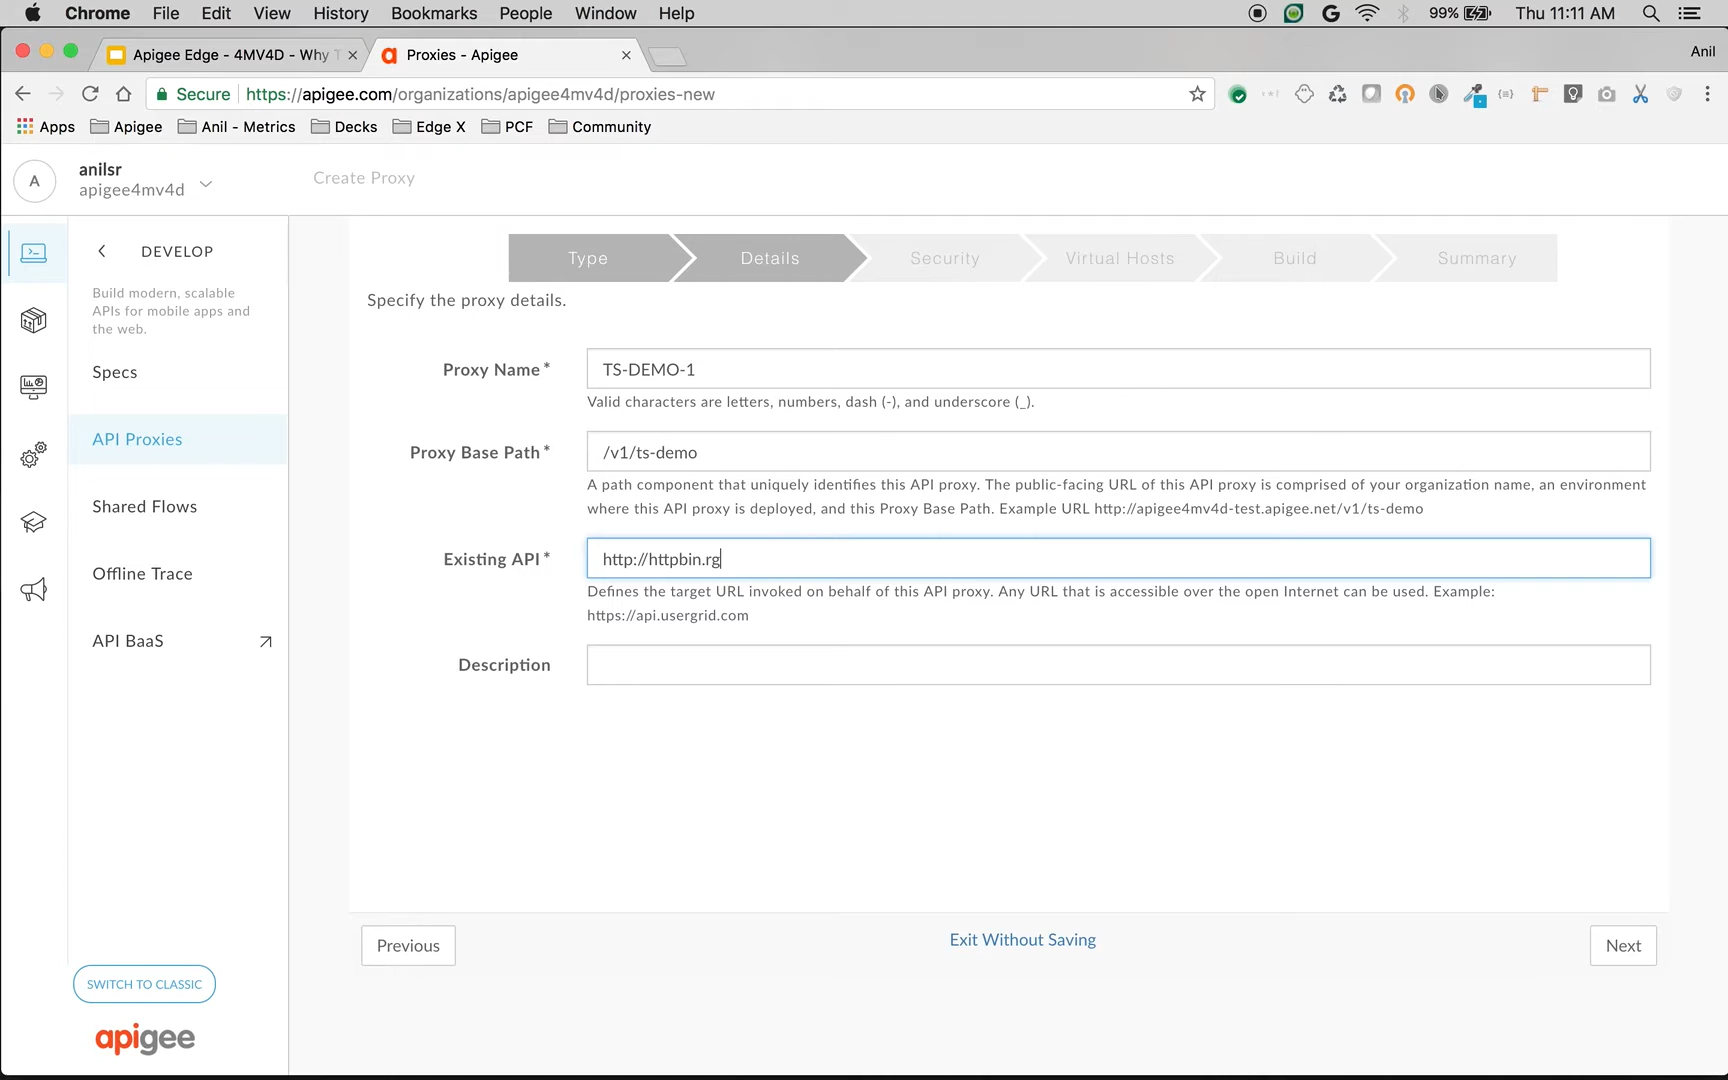 Chrome File Edit View History Bookmarks People Window Help 99% Thu 11:11 AM
Apigee Edge - 4MV4D - Why T Proxies - Apigee Anil
Secure https://apigee.com/organizations/apigee4mv4d/proxies-new
Apps Apigee Anil - Metrics Decks Edge X PCF Community
A anilsr
apigee4mv4d
Create Proxy
DEVELOP
Build modern, scalable
APIs for mobile apps and
the web.
Specs
API Proxies
Shared Flows
Offline Trace
API BaaS
SWITCH TO CLASSIC
apigee
Type Details Security Virtual Hosts Build Summary
Specify the proxy details.
Proxy Name* TS-DEMO-1
Valid characters are letters, numbers, dash (-), and underscore (_).
Proxy Base Path* /v1/ts-demo
A path component that uniquely identifies this API proxy. The public-facing URL of this API proxy is comprised of your organization name, an environment
where this API proxy is deployed, and this Proxy Base Path. Example URL http://apigee4mv4d-test.apigee.net/v1/ts-demo
Existing API* http://httpbin.rg
Defines the target URL invoked on behalf of this API proxy. Any URL that is accessible over the open Internet can be used. Example:
https://api.usergrid.com
Description
Previous Exit Without Saving Next